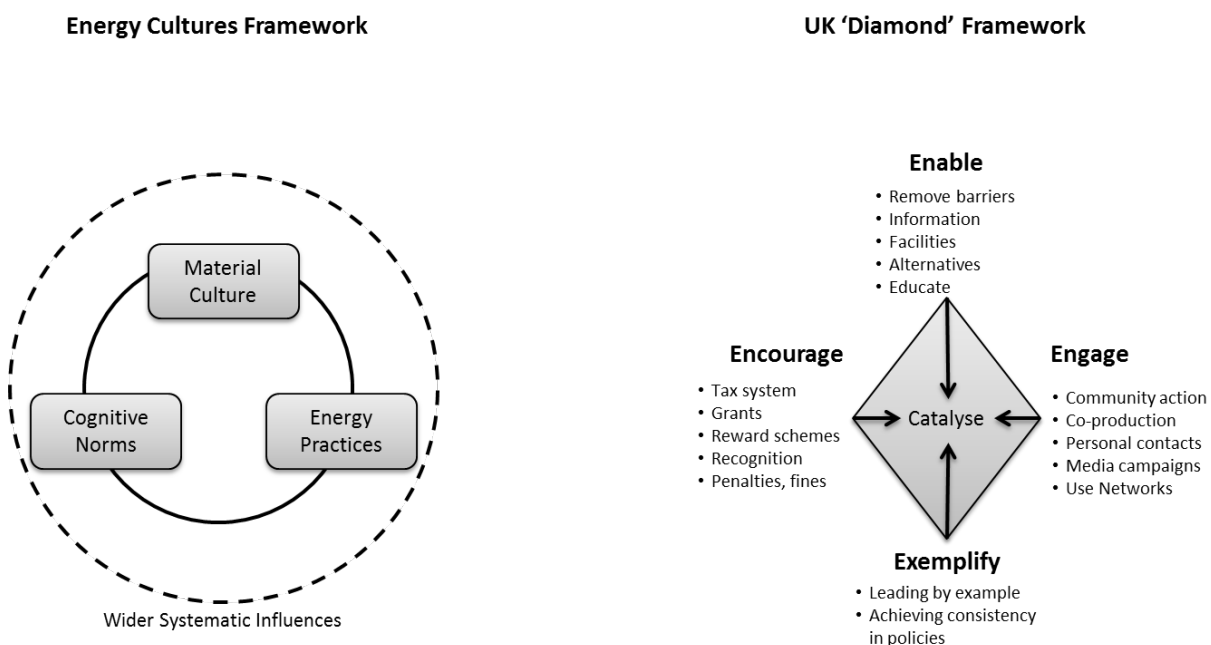 Energy Cultures Framework
Material
Culture
Cognitive
Norms
Energy
Practices
Wider Systematic Influences
UK ‘Diamond’ Framework
Enable
• Remove barriers
• Information
• Facilities
• Alternatives
• Educate
Encourage
• Tax system
• Grants
• Reward schemes
• Recognition
• Penalties, fines
Catalyse
Engage
• Community action
• Co-production
• Personal contacts
• Media campaigns
• Use Networks
Exemplify
• Leading by example
• Achieving consistency
in policies